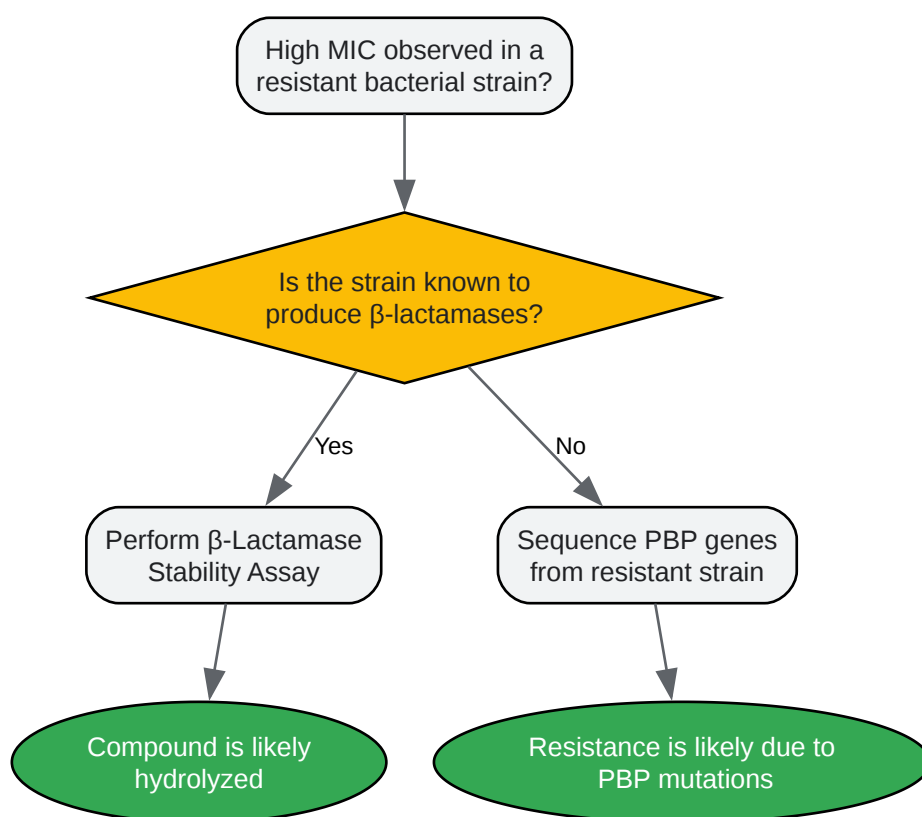 High MIC observed in a
resistant bacterial strain?
Is the strain known to
produce β-lactamases?
Yes
No
Perform β-Lactamase
Stability Assay
Sequence PBP genes
from resistant strain
Compound is likely
hydrolyzed
Resistance is likely due to
PBP mutations